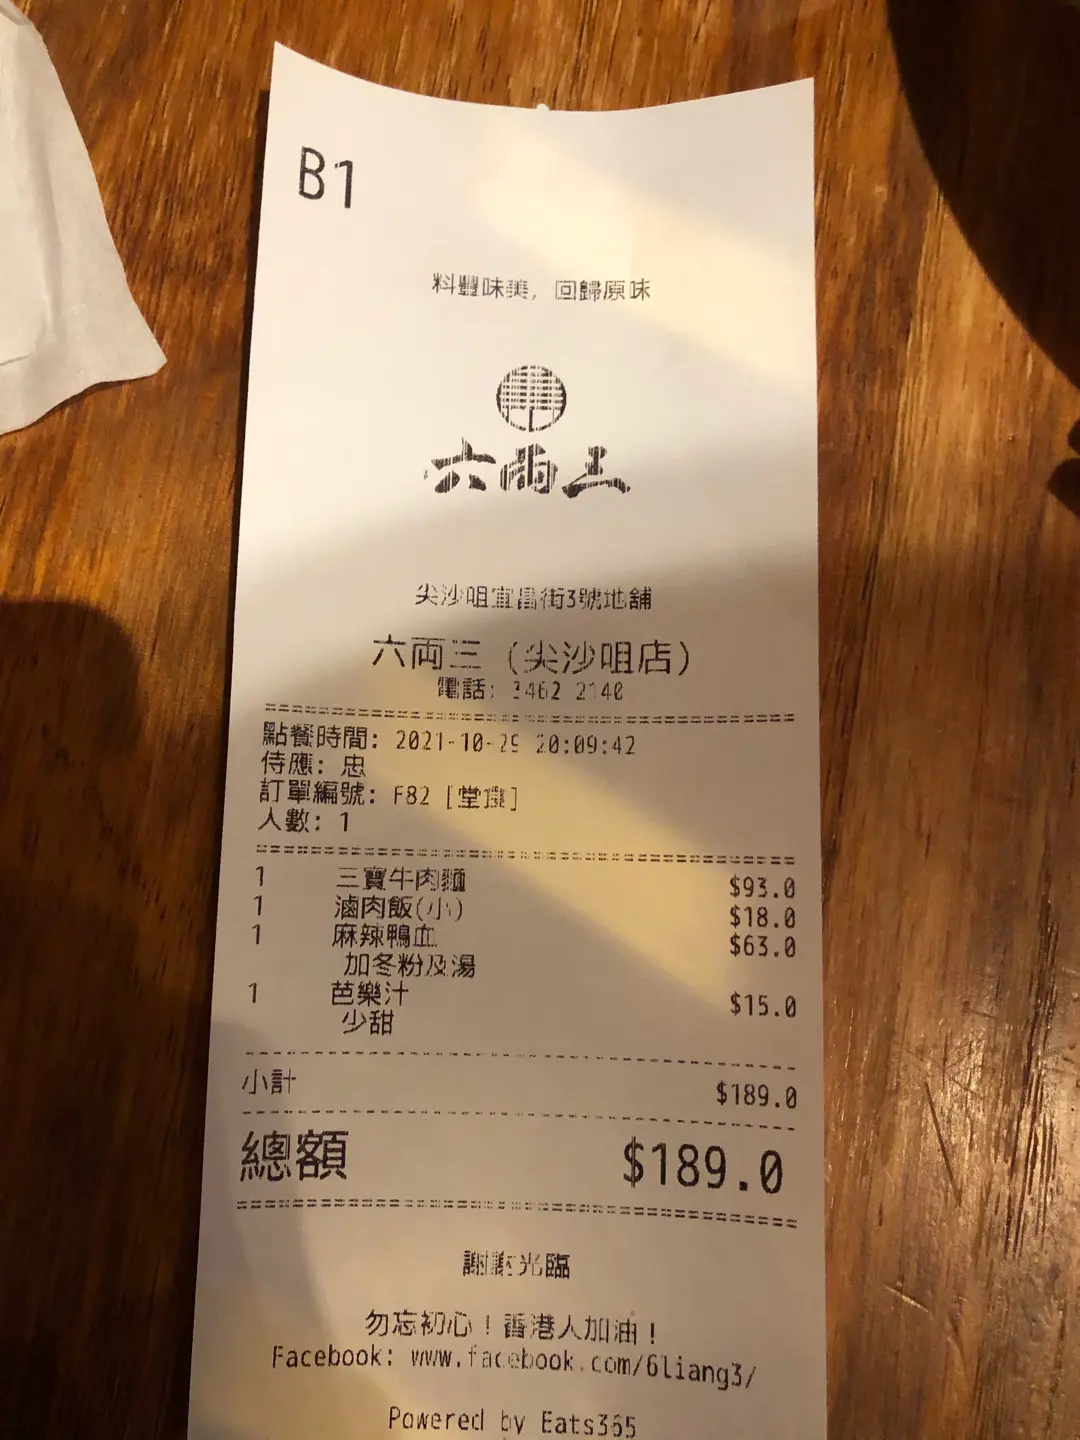 B1
料豐味美，回歸原味
六兩三
尖沙咀宜昌街3號地舖
六両三（尖沙咀店）
電話: 3462 2140
點餐時間: 2021-10-29 20:09:42
侍應: 忠
訂單編號: F82 [堂食]
人數: 1
1 三寶牛肉麵 $93.0
1 滷肉飯(小) $18.0
1 麻辣鴨血 $63.0
加冬粉及湯
1 芭樂汁 $15.0
少甜
小計 $189.0
總額 $189.0
謝謝光臨
勿忘初心！香港人加油！
Facebook: www.facebook.com/6liang3/
Powered by Eats365